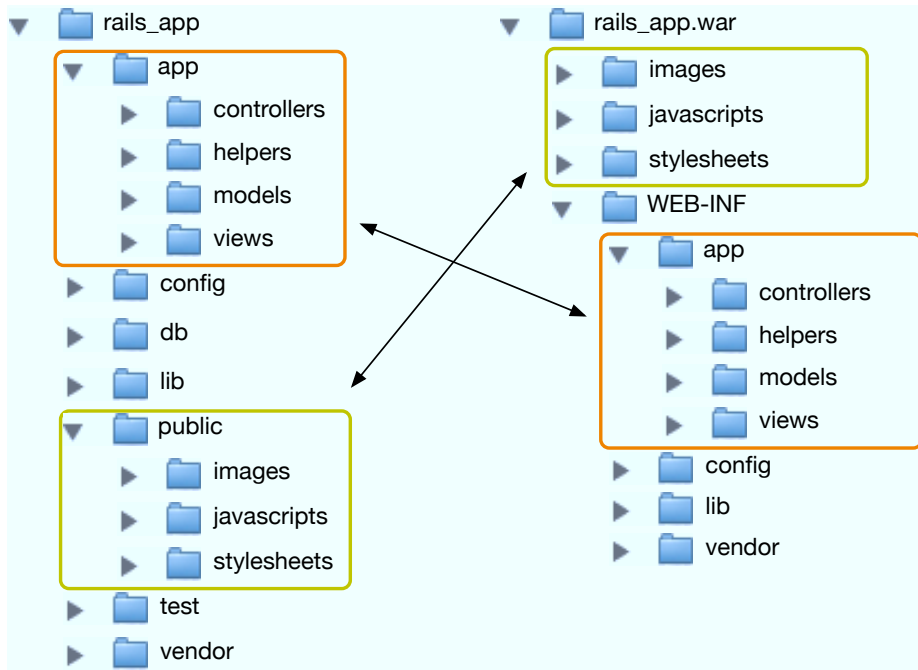 rails_app
app
controllers
helpers
models
views
config
db
lib
public
images
javascripts
stylesheets
test
vendor
rails_app.war
images
javascripts
stylesheets
WEB-INF
app
controllers
helpers
models
views
config
lib
vendor